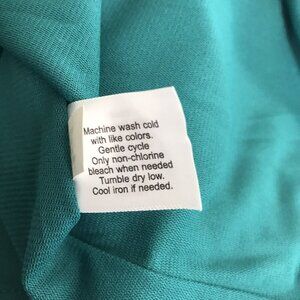 Machine wash cold
with like colors.
Gentle cycle
Only non-chlorine
bleach when needed
Tumble dry low.
Cool iron if needed.